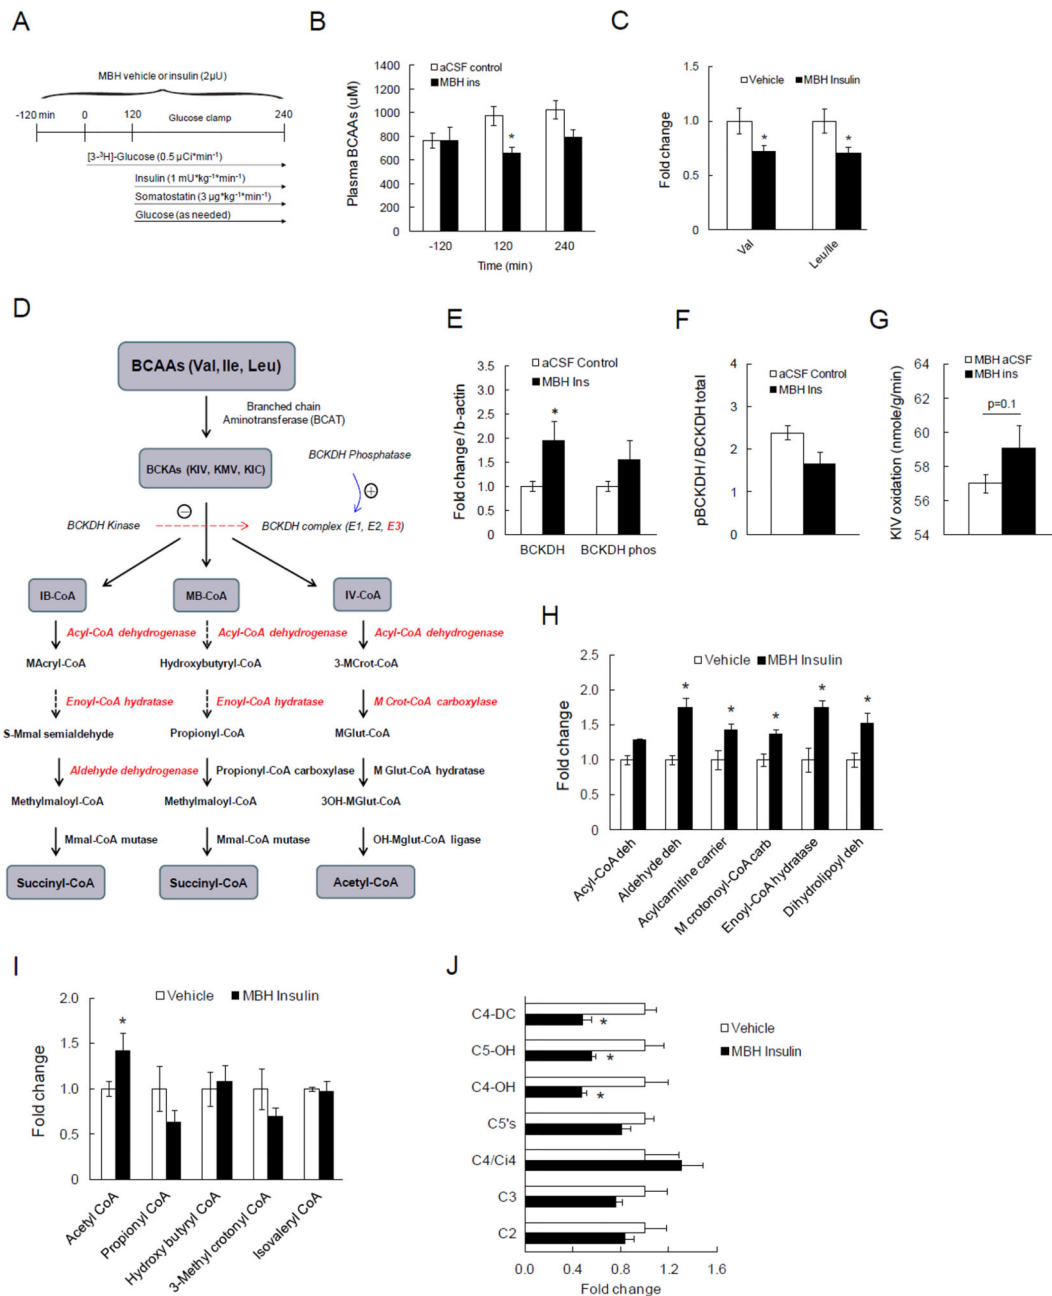 A
MBH vehicle or insulin (2µU)
-120 min
0
120
240
Glucose clamp
[3-³H]-Glucose (0.5 µCi*min⁻¹)
Insulin (1 mU*kg⁻¹*min⁻¹)
Somatostatin (3 µg*kg⁻¹*min⁻¹)
Glucose (as needed)
B
Plasma BCAAs (uM)
aCSF control
MBH ins
1400
1200
1000
800
600
400
200
0
*
-120
120
240
Time (min)
C
Fold change
Vehicle
MBH Insulin
1.5
1.0
0.5
0
*
*
Val
Leu/Ile
D
BCAAs (Val, Ile, Leu)
Branched chain
Aminotransferase (BCAT)
BCKAs (KIV, KMV, KIC)
BCKDH Phosphatase
+
−
BCKDH Kinase
BCKDH complex (E1, E2, E3)
IB-CoA
MB-CoA
IV-CoA
Acyl-CoA dehydrogenase
Acyl-CoA dehydrogenase
Acyl-CoA dehydrogenase
MAcryl-CoA
Hydroxybutyryl-CoA
3-MCrot-CoA
Enoyl-CoA hydratase
Enoyl-CoA hydratase
M Crot-CoA carboxylase
S-Mmal semialdehyde
Propionyl-CoA
MGlut-CoA
Aldehyde dehydrogenase
Propionyl-CoA carboxylase
M Glut-CoA hydratase
Methylmaloyl-CoA
Methylmaloyl-CoA
3OH-MGlut-CoA
Mmal-CoA mutase
Mmal-CoA mutase
OH-Mglut-CoA ligase
Succinyl-CoA
Succinyl-CoA
Acetyl-CoA
E
Fold change / b-actin
aCSF Control
MBH Ins
3.5
3.0
2.5
2.0
1.5
1.0
0.5
0
*
BCKDH
BCKDH phos
F
pBCKDH / BCKDH total
aCSF Control
MBH Ins
4
3
2
1
0
G
KIV oxidation (nmole/g/min)
MBH aCSF
MBH ins
p=0.1
64
62
60
58
56
54
H
Fold change
Vehicle
MBH Insulin
2.5
2.0
1.5
1.0
0.5
0
*
*
*
*
*
Acyl-CoA deh
Aldehyde deh
Acylcarnitine carrier
M crotonoyl-CoA carb
Enoyl-CoA hydratase
Dihydrolipoyl deh
I
Fold change
Vehicle
MBH Insulin
2.0
1.5
1.0
0.5
0
*
Acetyl CoA
Propionyl CoA
Hydroxy butyryl CoA
3-Methyl crotonyl CoA
Isovaleryl CoA
J
C4-DC
*
C5-OH
*
C4-OH
*
C5's
C4/Ci4
C3
C2
Vehicle
MBH Insulin
0.0
0.4
0.8
1.2
1.6
Fold change